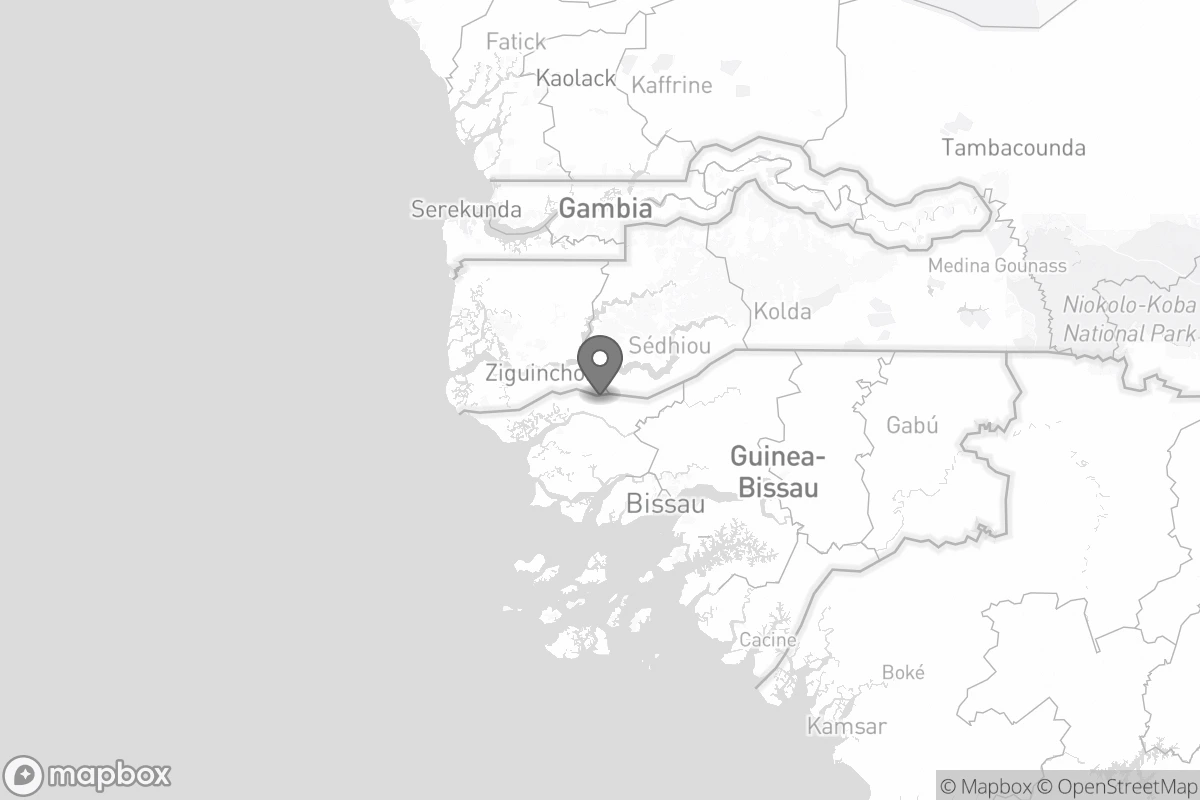 Fatick
Kaolack
Kaffrine
Tambacounda
Serekunda
Gambia
Medina Gounass
Niokolo-Koba
National Park
Kolda
Sédhiou
Ziguincho
Gabú
Guinea-
Bissau
Bissau
Cacine
Boké
Kamsar
mapbox
© Mapbox © OpenStreetMap